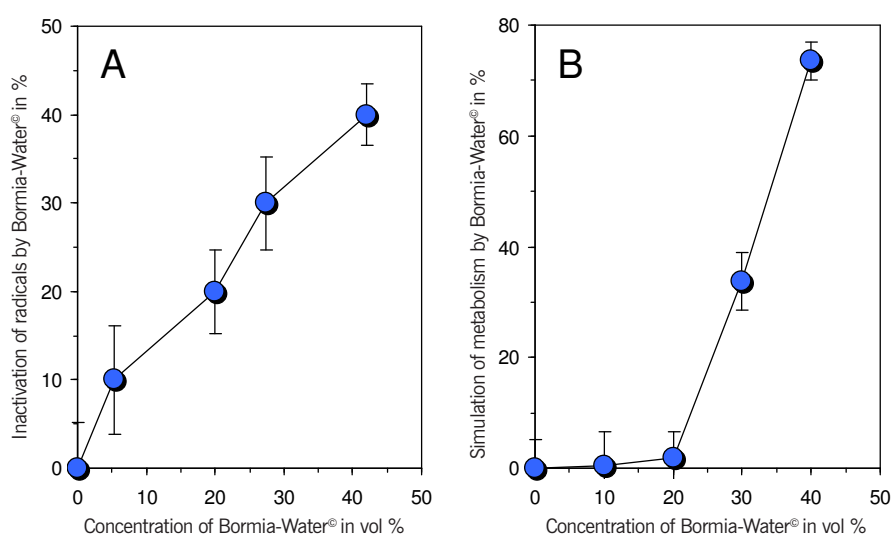 A
Inactivation of radicals by Bormia-Water© in %
50
40
30
20
10
0
0 10 20 30 40 50
Concentration of Bormia-Water© in vol %
B
Simulation of metabolism by Bormia-Water© in %
80
60
40
20
0
0 10 20 30 40 50
Concentration of Bormia-Water© in vol %